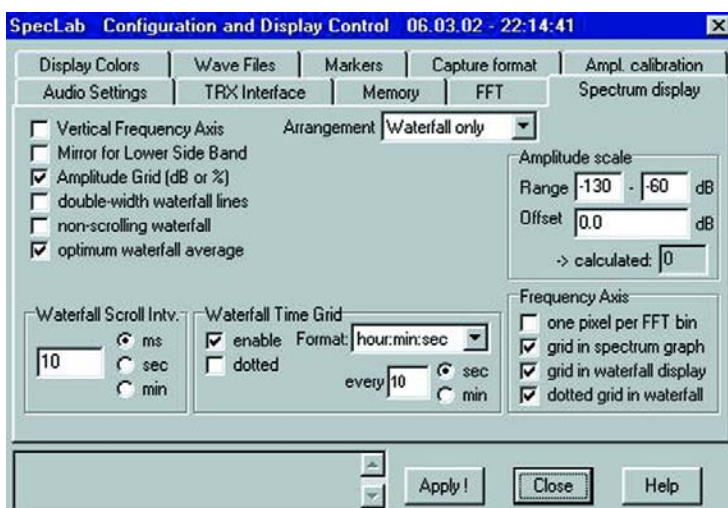 SpecLab Configuration and Display Control 06.03.02 - 22:14:41
Display Colors Wave Files Markers Capture format Ampl. calibration
Audio Settings TRX Interface Memory FFT Spectrum display
Vertical Frequency Axis
Mirror for Lower Side Band
Amplitude Grid (dB or %)
double-width waterfall lines
non-scrolling waterfall
optimum waterfall average
Arrangement Waterfall only
Amplitude scale
Range -130 - -60 dB
Offset 0.0 dB
-> calculated: 0
Waterfall Scroll Intv.
10
ms
sec
min
Waterfall Time Grid
enable Format: hour:min:sec
dotted
every 10 sec
min
Frequency Axis
one pixel per FFT bin
grid in spectrum graph
grid in waterfall display
dotted grid in waterfall
Apply ! Close Help